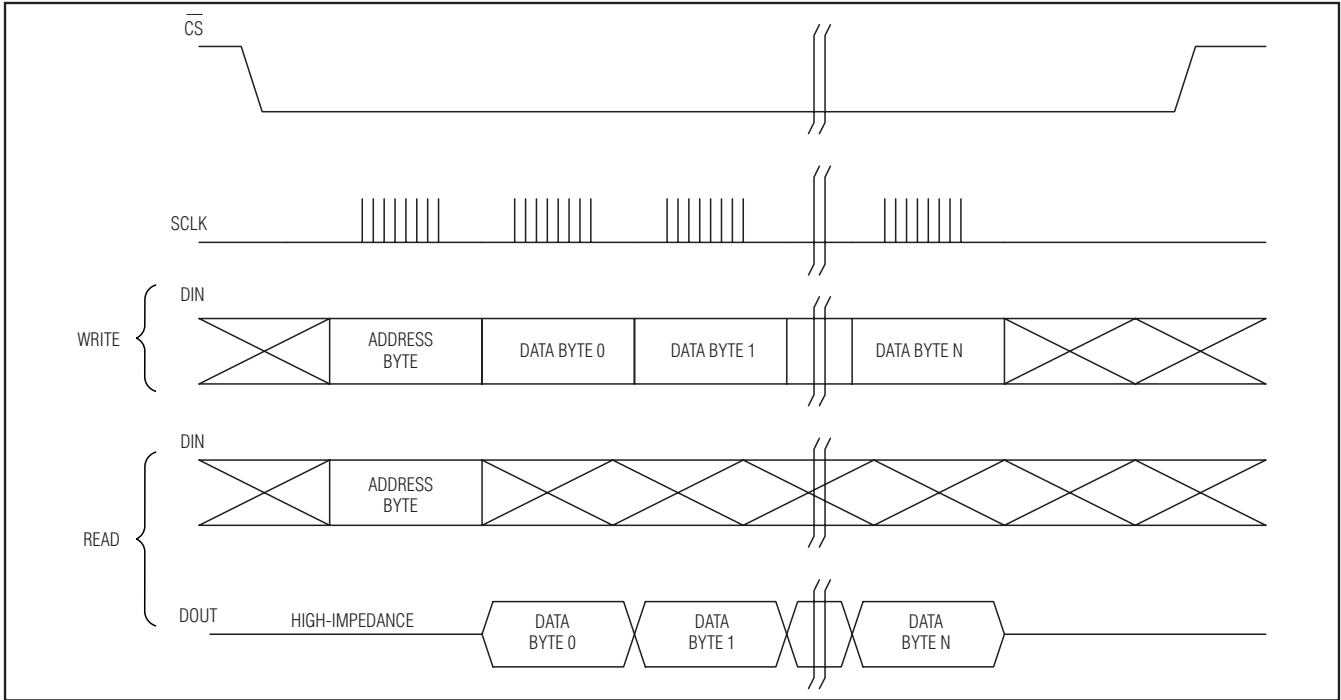 CS
SCLK
DIN
WRITE
ADDRESS
BYTE
DATA BYTE 0
DATA BYTE 1
DATA BYTE N
DIN
ADDRESS
BYTE
READ
DOUT
HIGH-IMPEDANCE
DATA
BYTE 0
DATA
BYTE 1
DATA
BYTE N